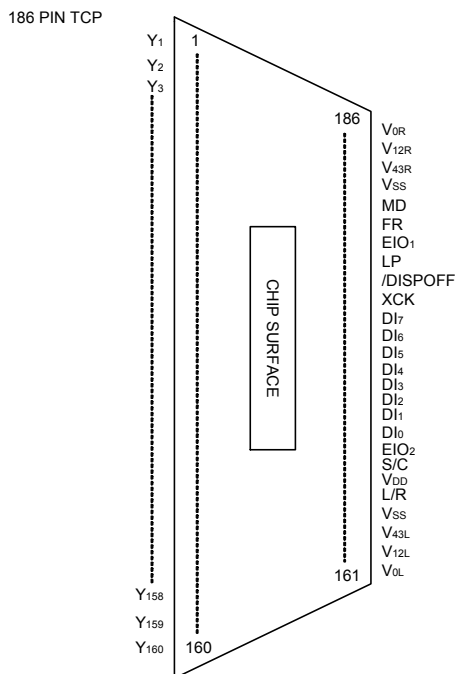 186 PIN TCP
Y1 1
Y2
Y3
186
V0R
V12R
V43R
VSS
MD
FR
EIO1
LP
/DISPOFF
XCK
DI7
DI6
DI5
DI4
DI3
DI2
DI1
DI0
EIO2
S/C
VDD
L/R
VSS
V43L
V12L
V0L
161
CHIP SURFACE
Y158
Y159
Y160 160